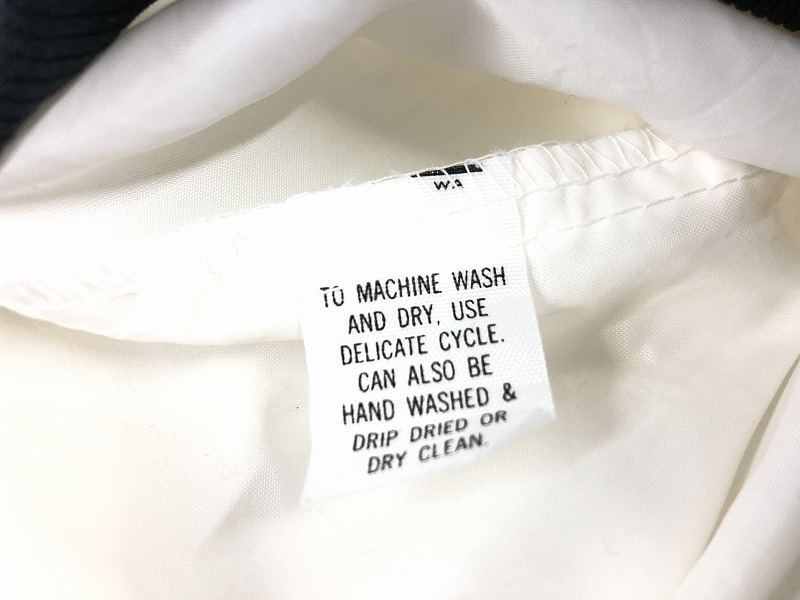 TO MACHINE WASH
AND DRY, USE
DELICATE CYCLE.
CAN ALSO BE
HAND WASHED &
DRIP DRIED OR
DRY CLEAN.